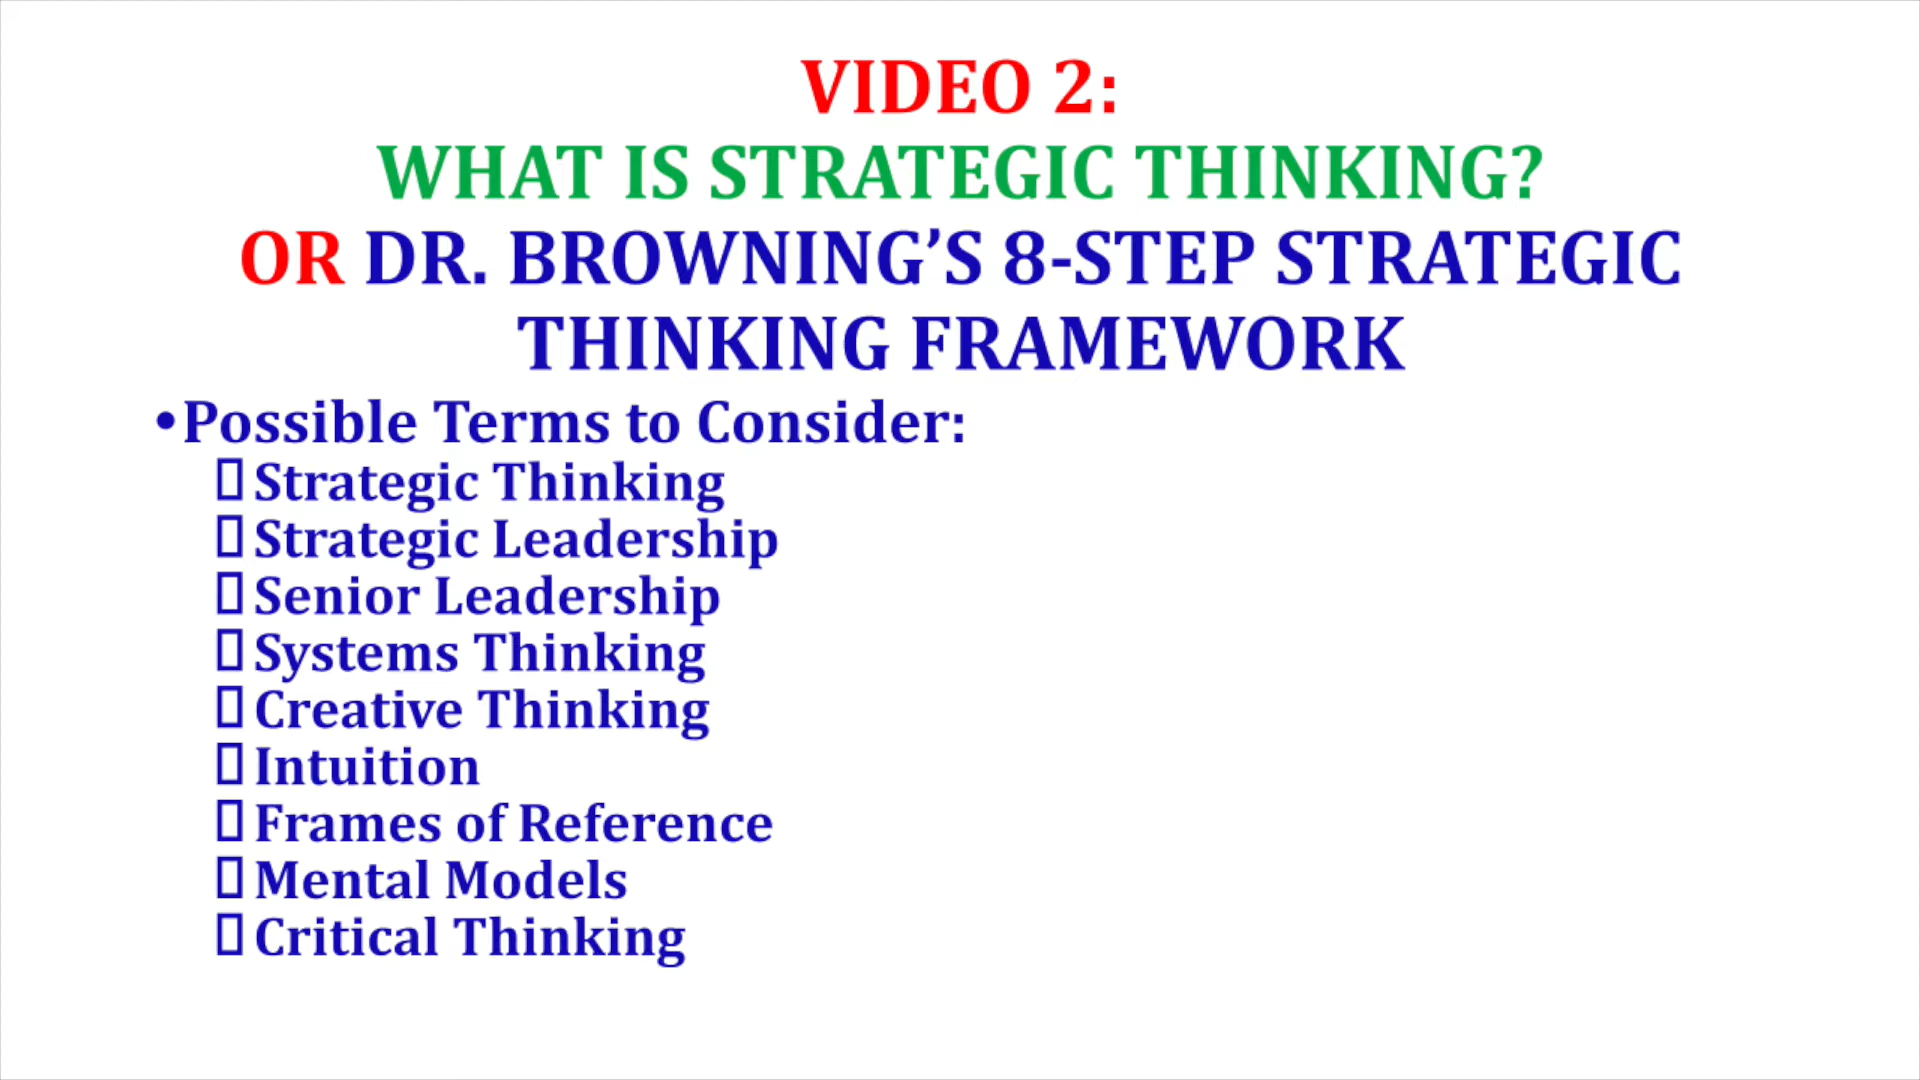 VIDEO 2:
WHAT IS STRATEGIC THINKING?
OR DR. BROWNING’S 8-STEP STRATEGIC
THINKING FRAMEWORK
•Possible Terms to Consider:
▯Strategic Thinking
▯Strategic Leadership
▯Senior Leadership
▯Systems Thinking
▯Creative Thinking
▯Intuition
▯Frames of Reference
▯Mental Models
▯Critical Thinking